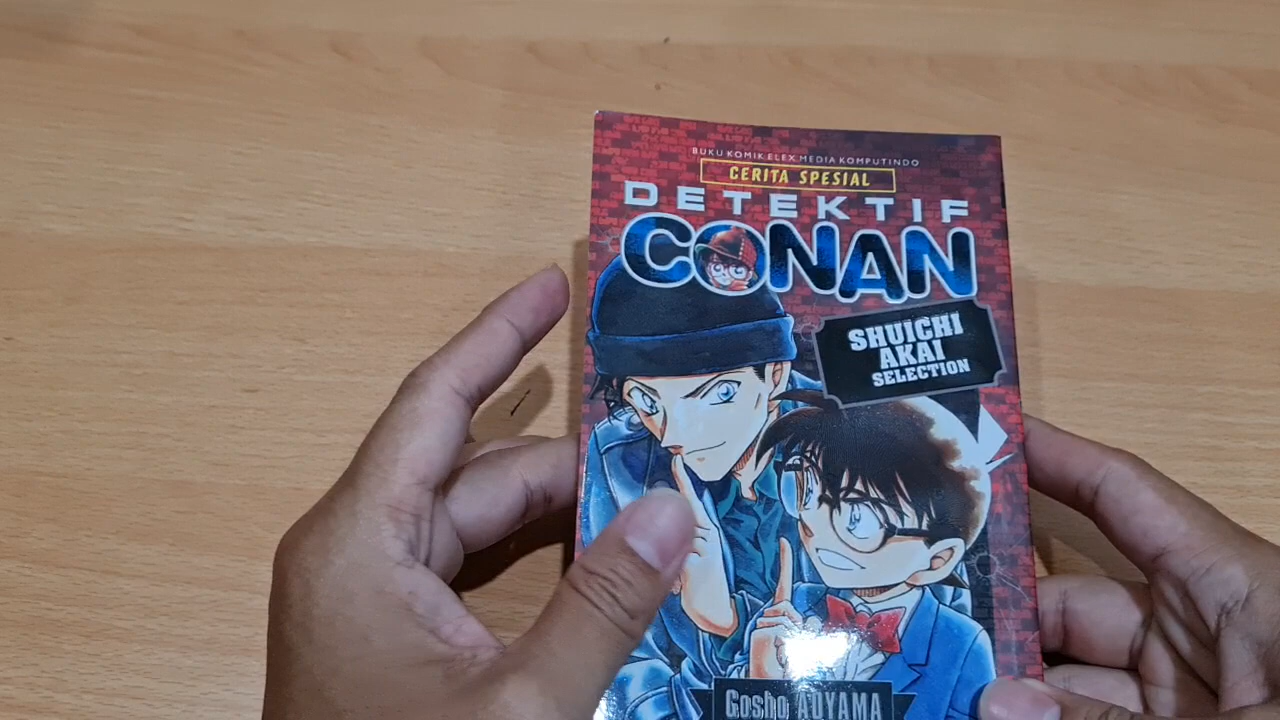 BUKU KOMIK ELEX MEDIA KOMPUTINDO
CERITA SPESIAL
DETEKTIF
CONAN
SHUICHI
AKAI
SELECTION
Gosho AOYAMA